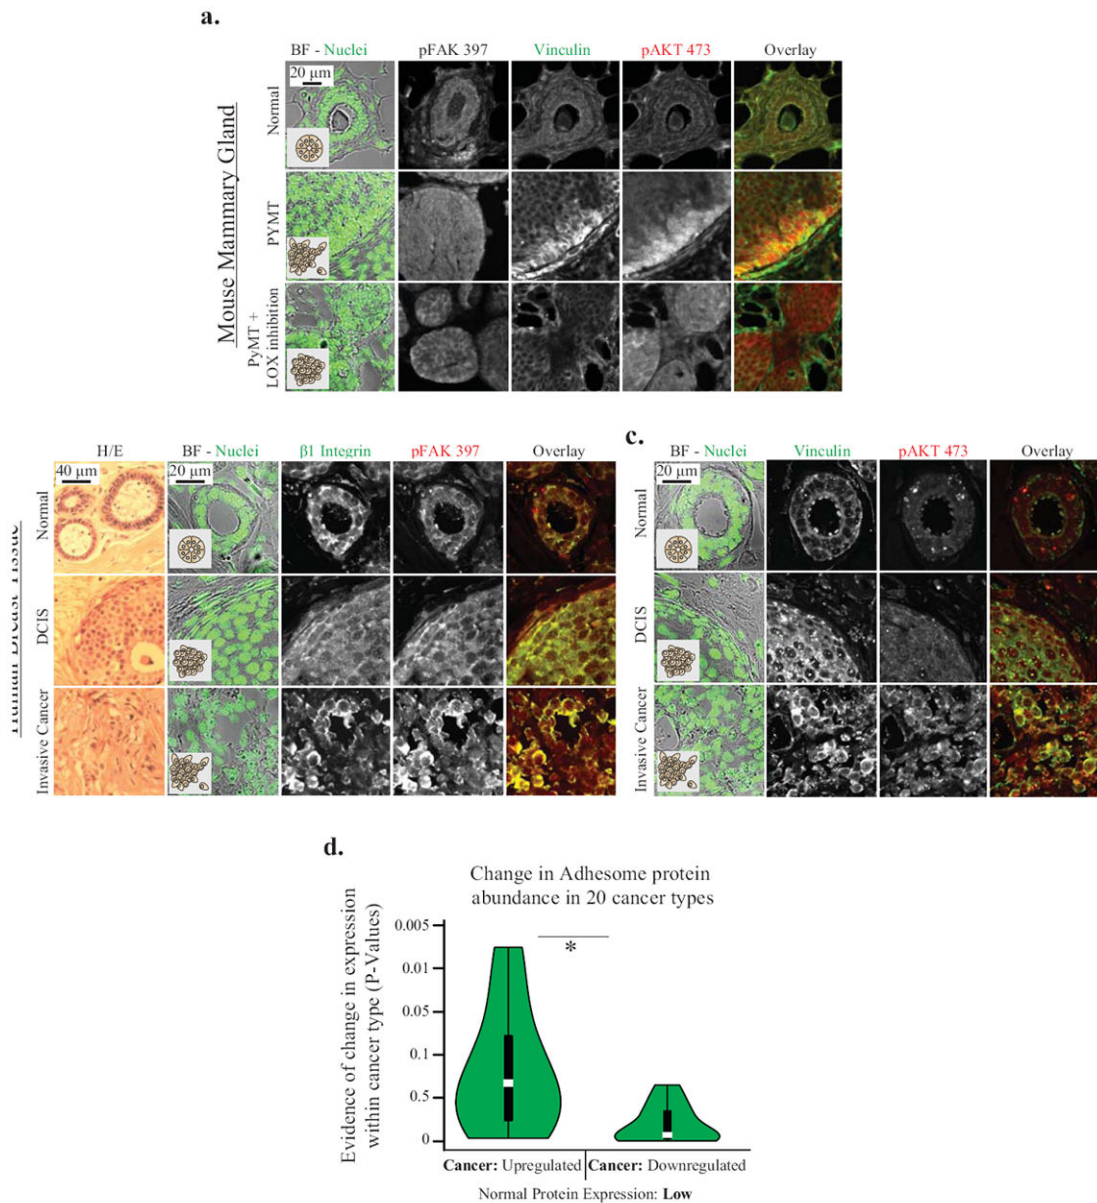 a.
BF - Nuclei pFAK 397 Vinculin pAKT 473 Overlay
20 µm
Mouse Mammary Gland
Normal
PYMT
PyMT +
LOX inhibition
c.
H/E BF - Nuclei β1 Integrin pFAK 397 Overlay
BF - Nuclei Vinculin pAKT 473 Overlay
40 µm 20 µm
20 µm
Breast Tissue
Normal
DCIS
Invasive Cancer
Normal
DCIS
Invasive Cancer
d.
Change in Adhesome protein
abundance in 20 cancer types
Evidence of change in expression
within cancer type (P-Values)
0.005
0.01
0.05
0.1
0.5
0
*
Cancer: Upregulated Cancer: Downregulated
Normal Protein Expression: Low